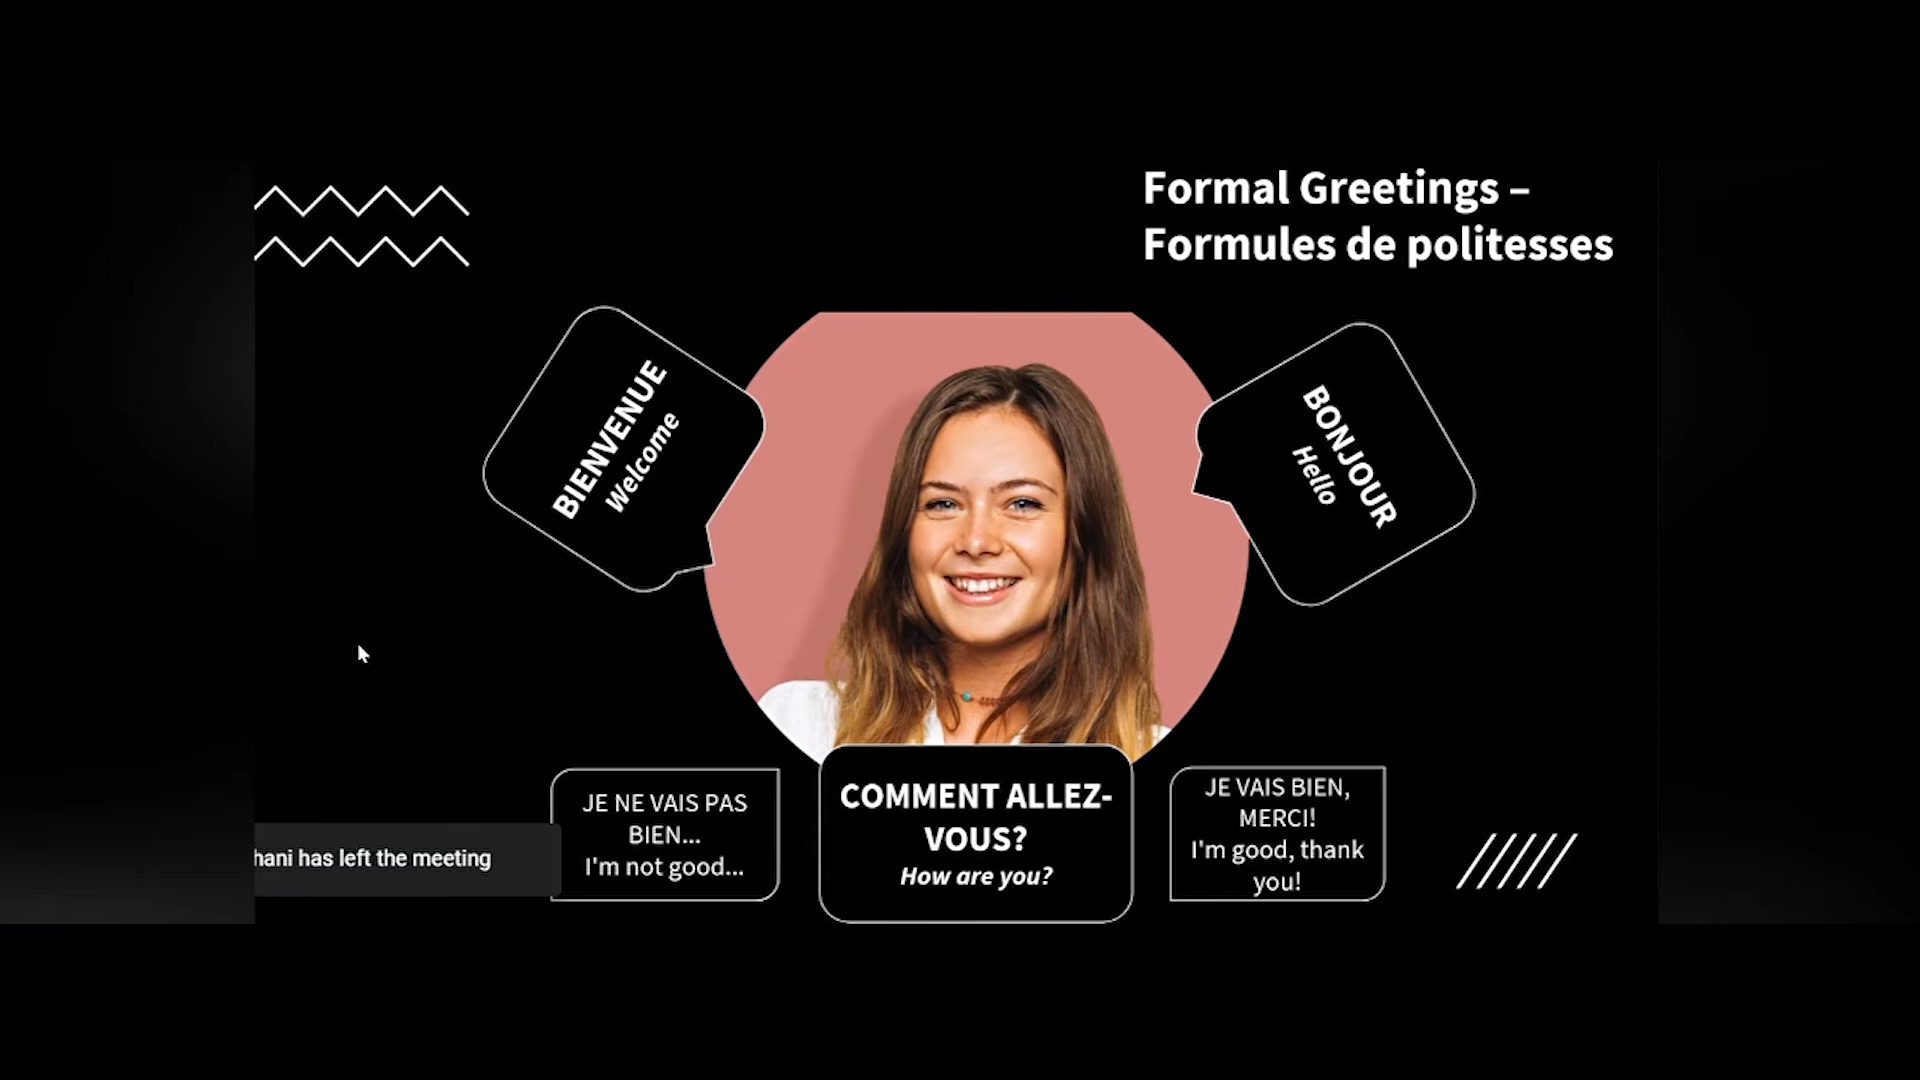 Formal Greetings –
Formules de politesses
BIENVENUE
Welcome
BONJOUR
Hello
JE NE VAIS PAS
BIEN...
I'm not good...
COMMENT ALLEZ-
VOUS?
How are you?
JE VAIS BIEN,
MERCI!
I'm good, thank
you!
hani has left the meeting